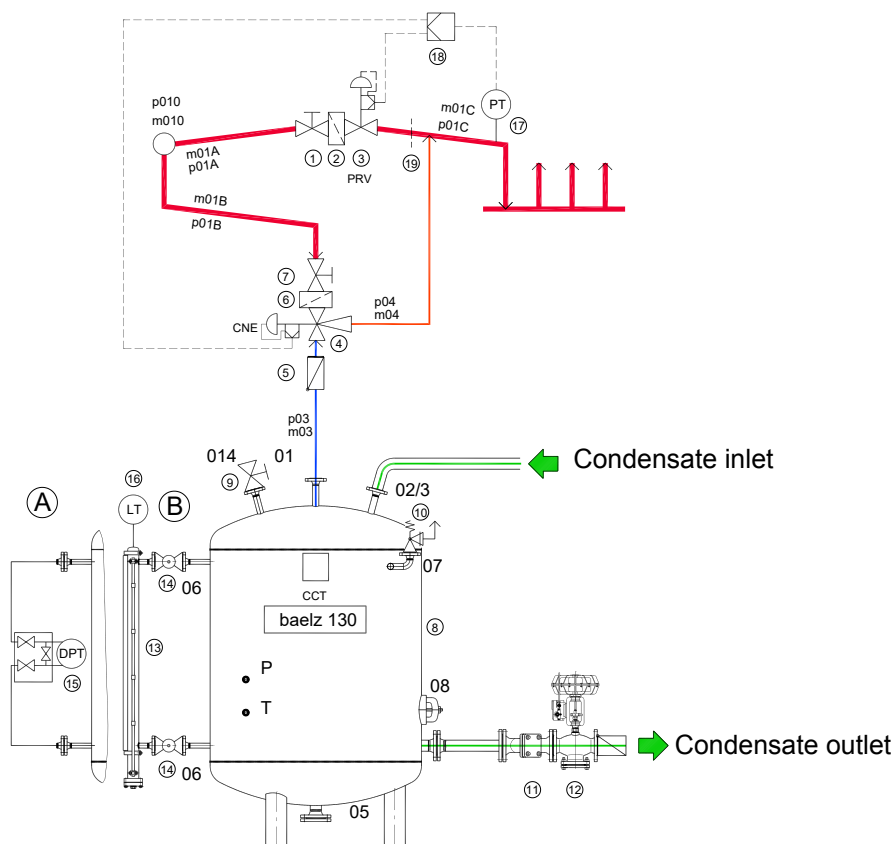 18
p010
m010
m01A
p01A
m01C
p01C
PT
17
1
2
3
19
PRV
m01B
p01B
7
6
p04
m04
CNE
4
5
p03
m03
014
01
9
Condensate inlet
02/3
16
LT
A
B
10
14
06
07
CCT
baelz 130
8
DPT
13
15
P
T
08
14
06
Condensate outlet
11
12
05